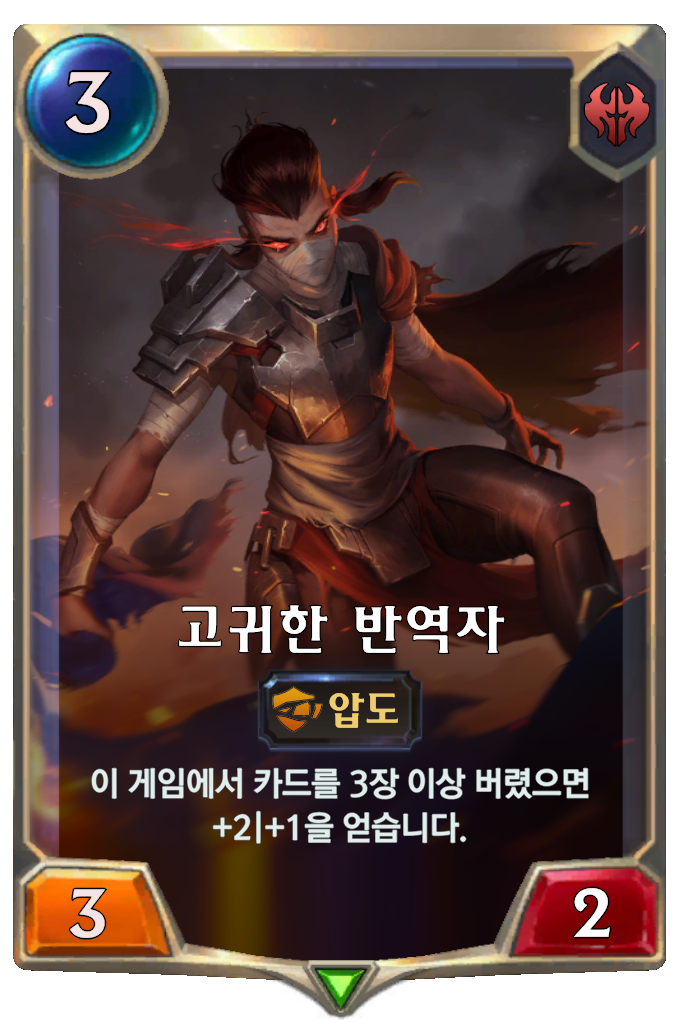 3
고귀한 반역자
압도
이 게임에서 카드를 3장 이상 버렸으면
+2|+1을 얻습니다.
3
2